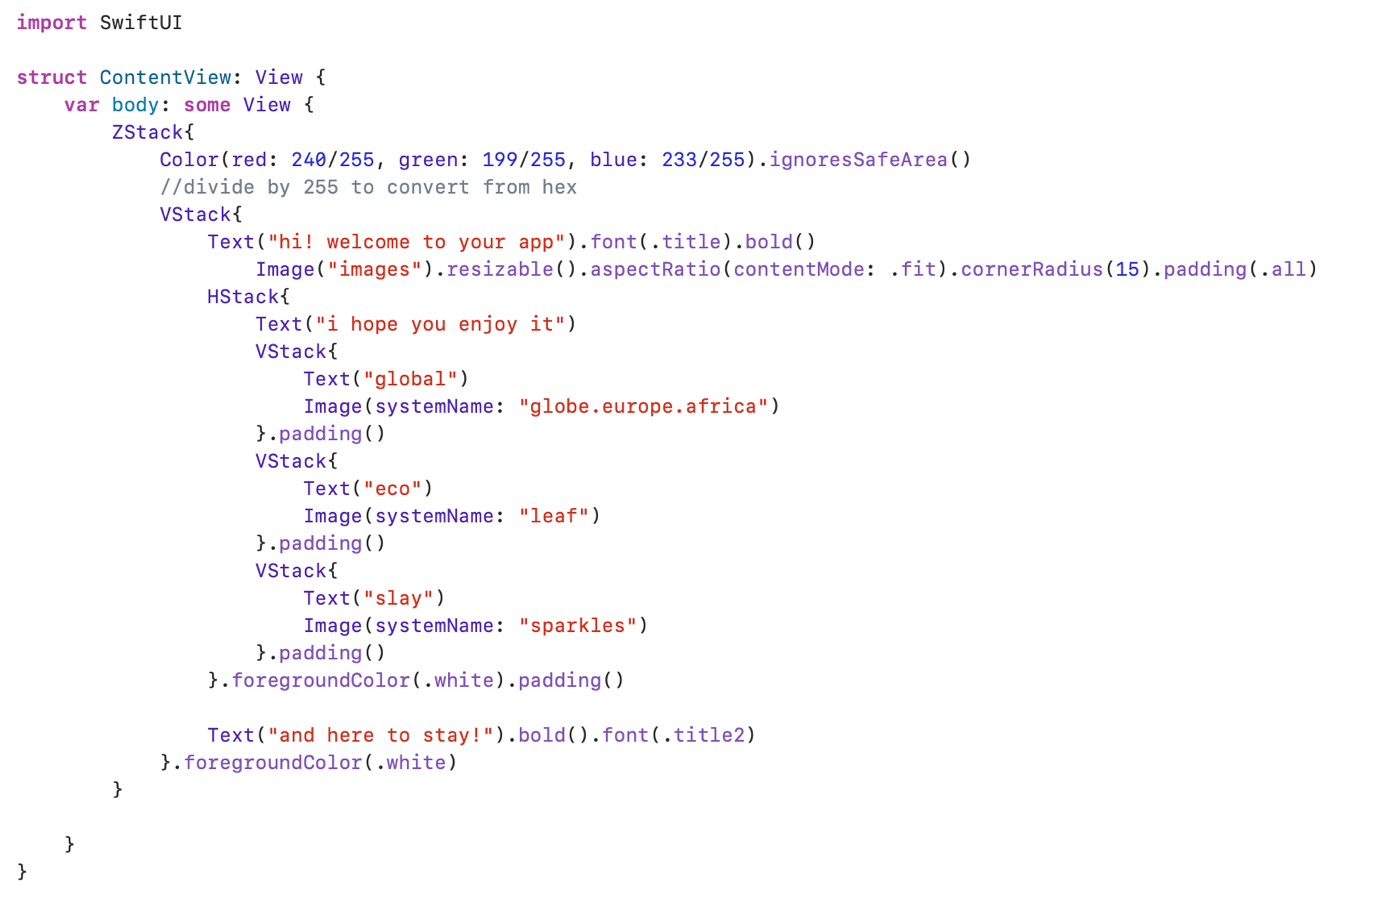 import SwiftUI

struct ContentView: View {
    var body: some View {
        ZStack{
            Color(red: 240/255, green: 199/255, blue: 233/255).ignoresSafeArea()
            //divide by 255 to convert from hex
            VStack{
                Text("hi! welcome to your app").font(.title).bold()
                    Image("images").resizable().aspectRatio(contentMode: .fit).cornerRadius(15).padding(.all)
                HStack{
                    Text("i hope you enjoy it")
                    VStack{
                        Text("global")
                        Image(systemName: "globe.europe.africa")
                    }.padding()
                    VStack{
                        Text("eco")
                        Image(systemName: "leaf")
                    }.padding()
                    VStack{
                        Text("slay")
                        Image(systemName: "sparkles")
                    }.padding()
                }.foregroundColor(.white).padding()

                Text("and here to stay!").bold().font(.title2)
            }.foregroundColor(.white)
        }

    }
}